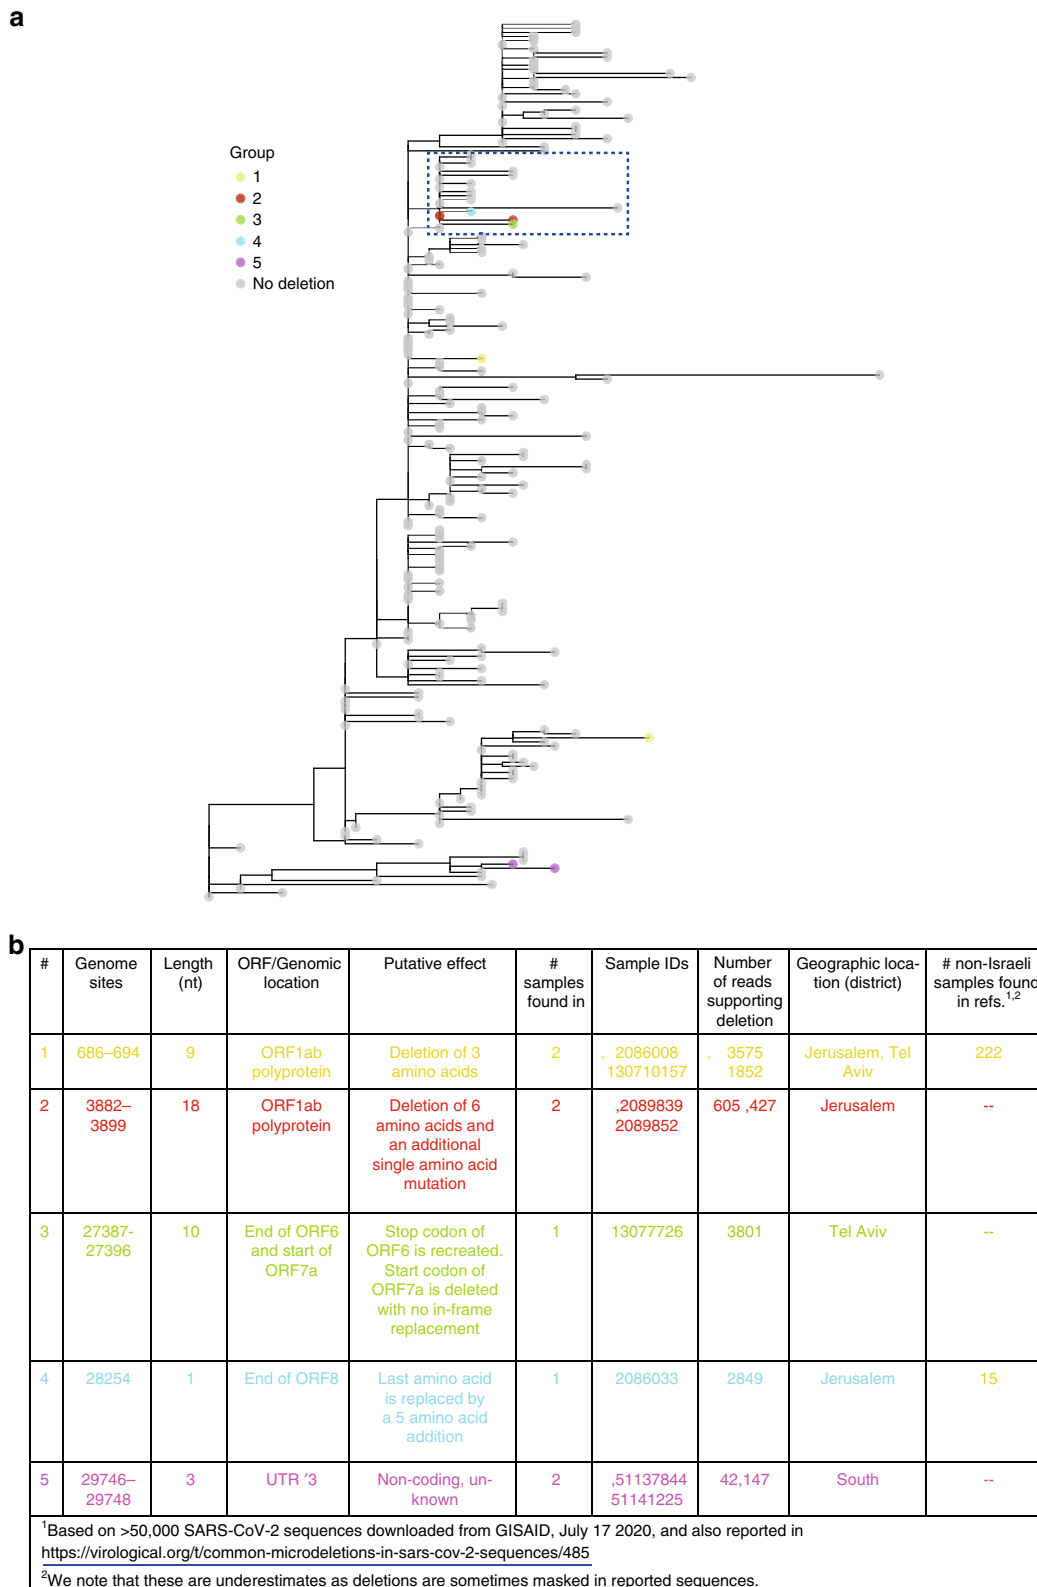 a
Group
1
2
3
4
5
No deletion
b
# Genome sites Length (nt) ORF/Genomic location Putative effect # samples found in Sample IDs Number of reads supporting deletion Geographic loca- tion (district) # non-Israeli samples found in refs.1,2
1 686–694 9 ORF1ab polyprotein Deletion of 3 amino acids 2 , 2086008 130710157 , 3575 1852 Jerusalem, Tel Aviv 222
2 3882– 3899 18 ORF1ab polyprotein Deletion of 6 amino acids and an additional single amino acid mutation 2 ,2089839 2089852 605 ,427 Jerusalem --
3 27387- 27396 10 End of ORF6 and start of ORF7a Stop codon of ORF6 is recreated. Start codon of ORF7a is deleted with no in-frame replacement 1 13077726 3801 Tel Aviv --
4 28254 1 End of ORF8 Last amino acid is replaced by a 5 amino acid addition 1 2086033 2849 Jerusalem 15
5 29746– 29748 3 UTR ′3 Non-coding, un- known 2 ,51137844 51141225 42,147 South --
1Based on >50,000 SARS-CoV-2 sequences downloaded from GISAID, July 17 2020, and also reported in
https://virological.org/t/common-microdeletions-in-sars-cov-2-sequences/485
2We note that these are underestimates as deletions are sometimes masked in reported sequences.